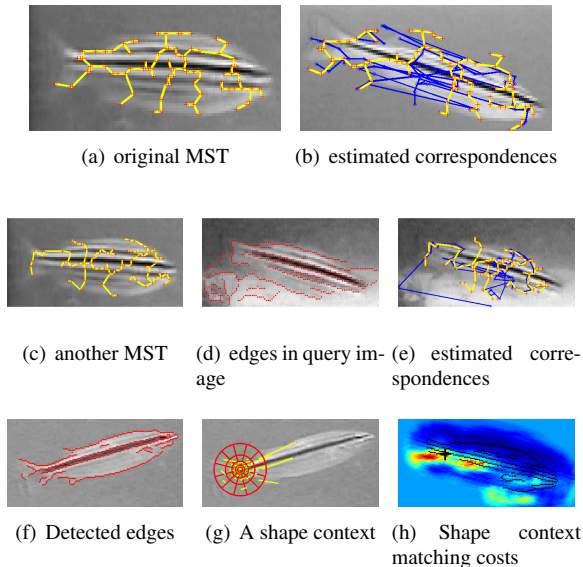 (a) original MST
(b) estimated correspondences
(c) another MST
(d) edges in query im-
age
(e) estimated corre-
spondences
(f) Detected edges
(g) A shape context
(h) Shape context
matching costs